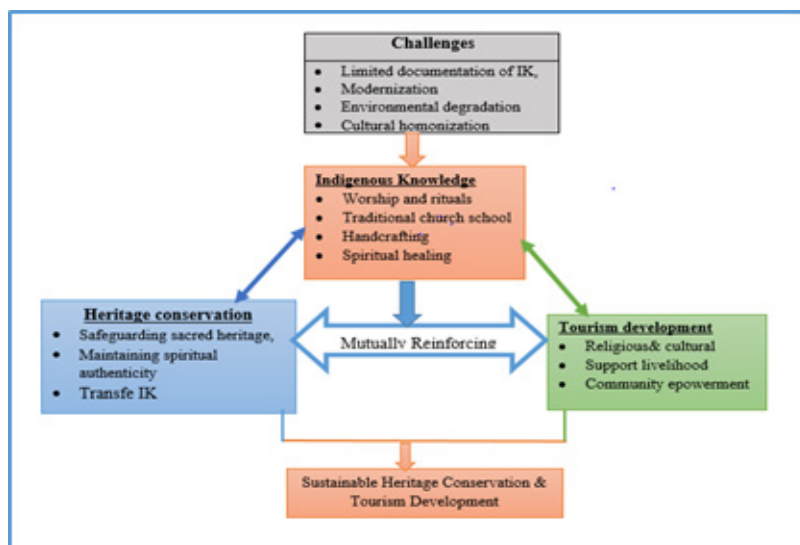 Challenges
• Limited documentation of IK,
• Modernization
• Environmental degradation
• Cultural homonization
Indigenous Knowledge
• Worship and rituals
• Traditional church school
• Handcrafting
• Spiritual healing
Heritage conservation
• Safeguarding sacred heritage,
• Maintaining spiritual
authenticity
• Transfe IK
Mutually Reinforcing
Tourism development
• Religious& cultural
• Support livelihood
• Community epowerment
Sustainable Heritage Conservation &
Tourism Development